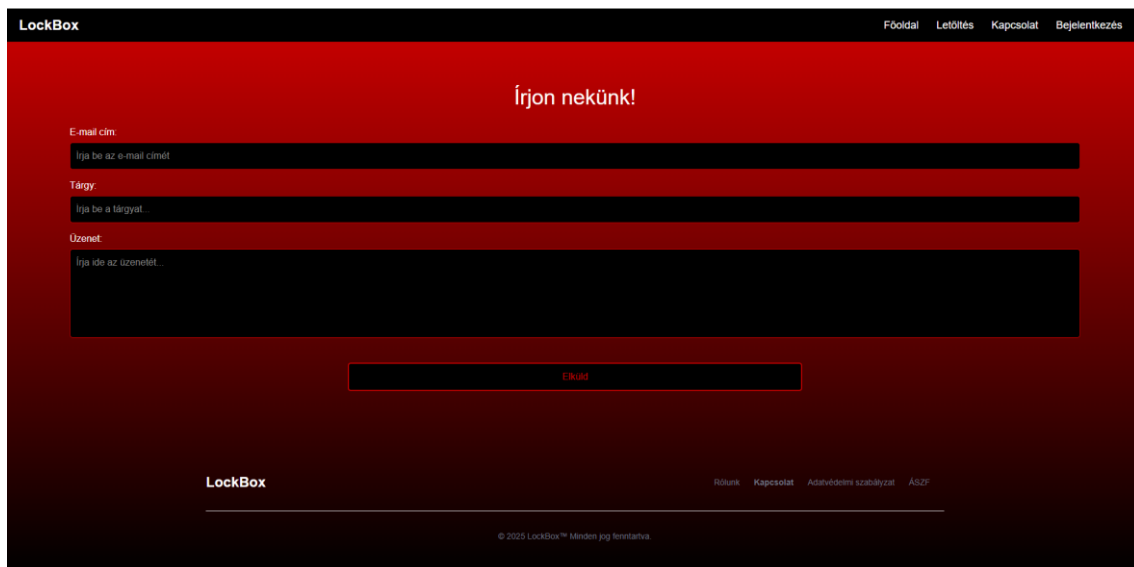 LockBox Főoldal Letöltés Kapcsolat Bejelentkezés
Írjon nekünk!
E-mail cím:
Írja be az e-mail címét
Tárgy:
Írja be a tárgyat...
Üzenet:
Írja ide az üzenetét...
Elküld
LockBox Rólunk Kapcsolat Adatvédelmi szabályzat ÁSZF
© 2025 LockBox™ Minden jog fenntartva.